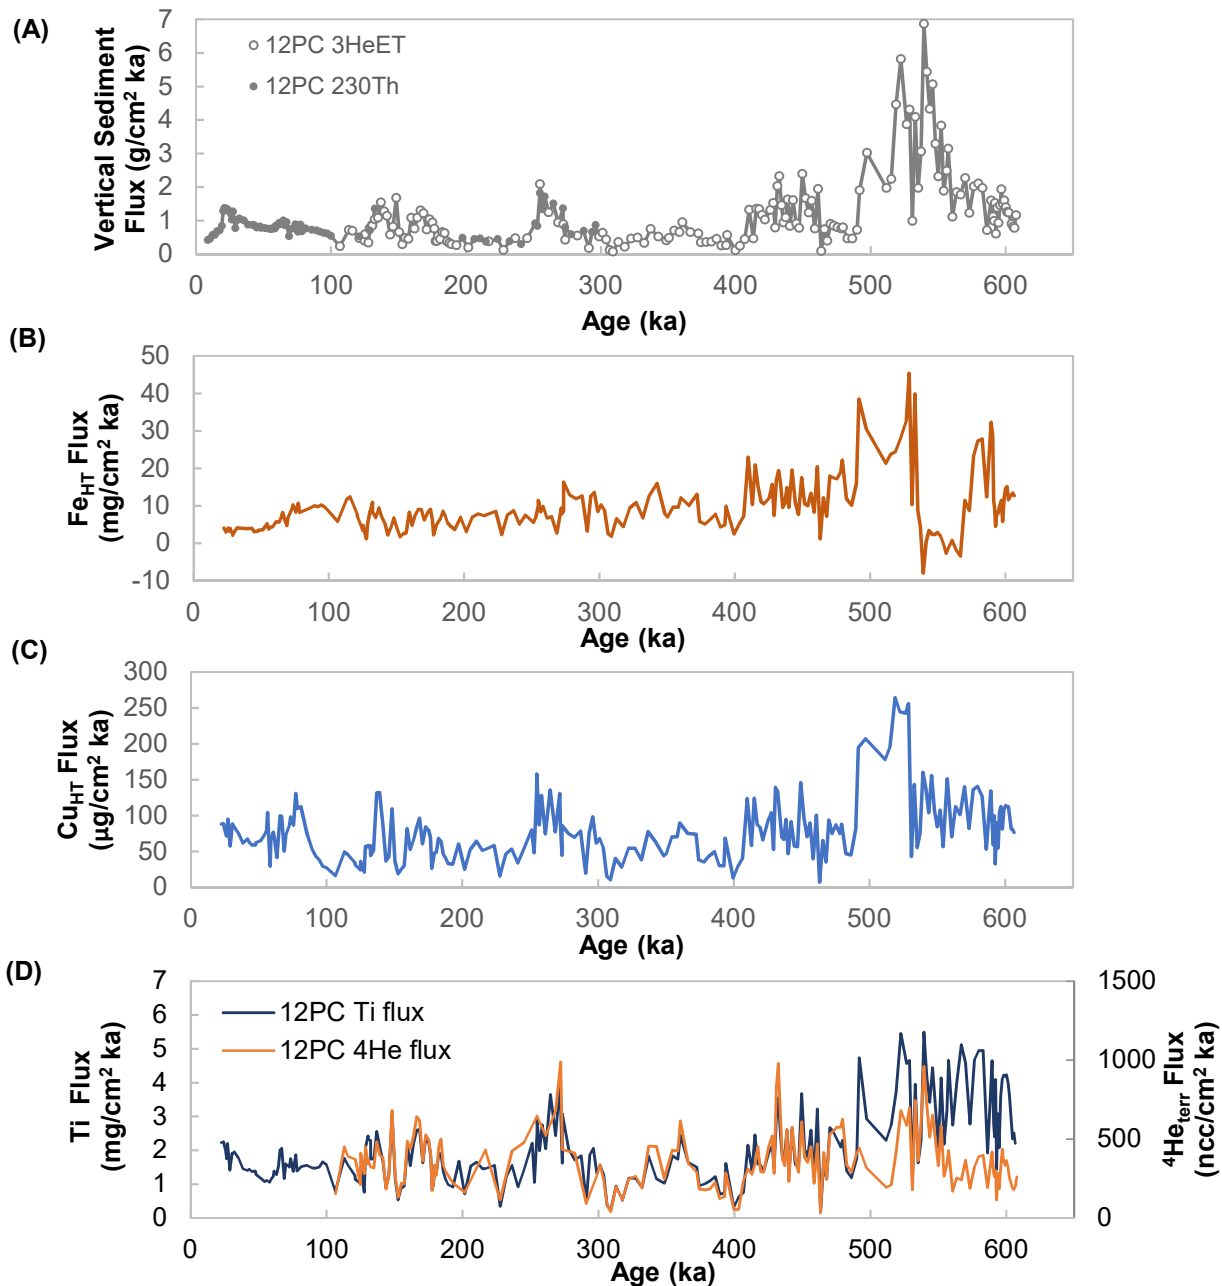 (A)
Vertical Sediment
Flux (g/cm² ka)
7
6
5
4
3
2
1
0
12PC 3HeET
12PC 230Th
0 100 200 300 400 500 600
Age (ka)
(B)
Fe_HT Flux
(mg/cm² ka)
50
40
30
20
10
0
-10
0 100 200 300 400 500 600
Age (ka)
(C)
Cu_HT Flux
(µg/cm² ka)
300
250
200
150
100
50
0
0 100 200 300 400 500 600
Age (ka)
(D)
Ti Flux
(mg/cm² ka)
7
6
5
4
3
2
1
0
12PC Ti flux
12PC 4He flux
1500
1000
500
0
⁴He_terr Flux
(ncc/cm² ka)
0 100 200 300 400 500 600
Age (ka)